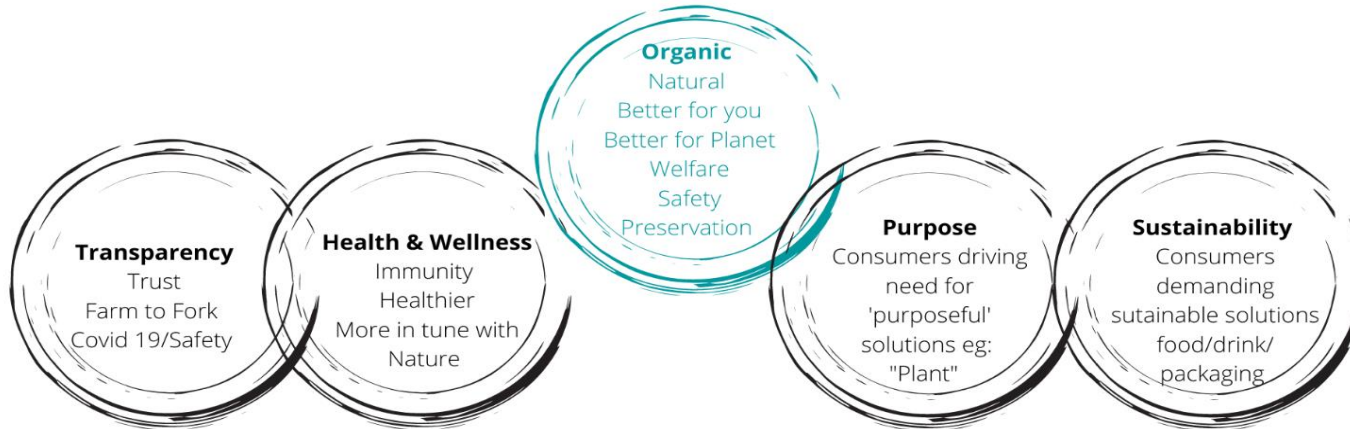 Organic
Natural
Better for you
Better for Planet
Welfare
Safety
Preservation
Transparency
Trust
Farm to Fork
Covid 19/Safety
Health & Wellness
Immunity
Healthier
More in tune with
Nature
Purpose
Consumers driving
need for
'purposeful'
solutions eg:
"Plant"
Sustainability
Consumers
demanding
sutainable solutions
food/drink/
packaging